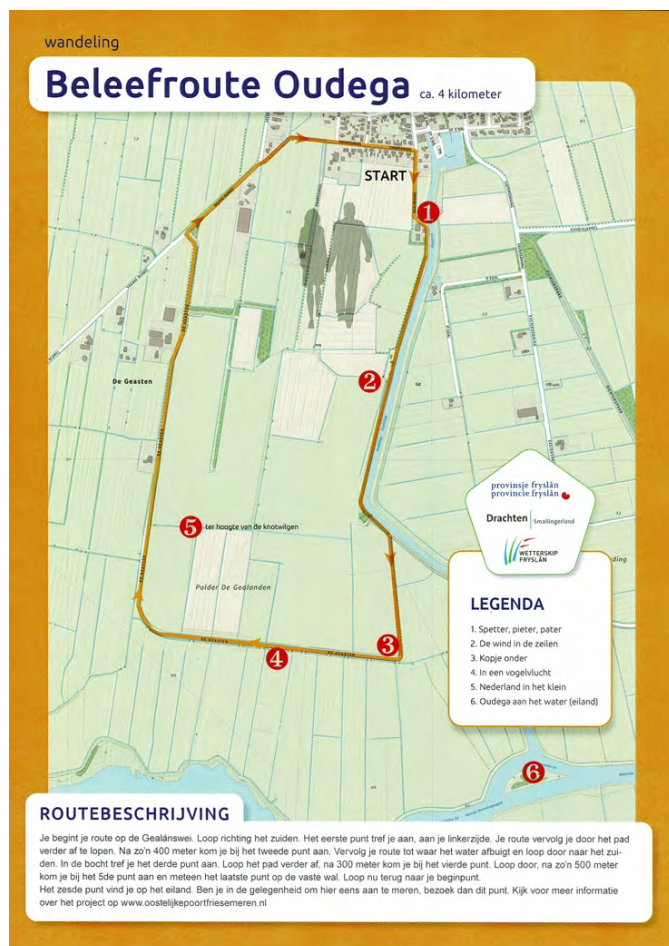 wandeling
Beleefroute Oudega ca. 4 kilometer
START
1
2
De Geasten
provinsje fryslân
provincie fryslân
Drachten | Smallingerland
WETTERSKIP
FRYSLÂN
5 ter hoogte van de knotwilgen
Polder De Gealanden
3
4
LEGENDA
1. Spetter, pieter, pater
2. De wind in de zeilen
3. Kopje onder
4. In een vogelvlucht
5. Nederland in het klein
6. Oudega aan het water (eiland)
6
ROUTEBESCHRIJVING
Je begint je route op de Gealânswei. Loop richting het zuiden. Het eerste punt tref je aan, aan je linkerzijde. Je route vervolg je door het pad
verder af te lopen. Na zo'n 400 meter kom je bij het tweede punt aan. Vervolg je route tot waar het water afbuigt en loop door naar het zui-
den. In de bocht tref je het derde punt aan. Loop het pad verder af, na 300 meter kom je bij het vierde punt. Loop door, na zo'n 500 meter
kom je bij het 5de punt aan en meteen het laatste punt op de vaste wal. Loop nu terug naar je beginpunt.
Het zesde punt vind je op het eiland. Ben je in de gelegenheid om hier eens aan te meren, bezoek dan dit punt. Kijk voor meer informatie
over het project op www.oostelijkepoortfriesemeren.nl